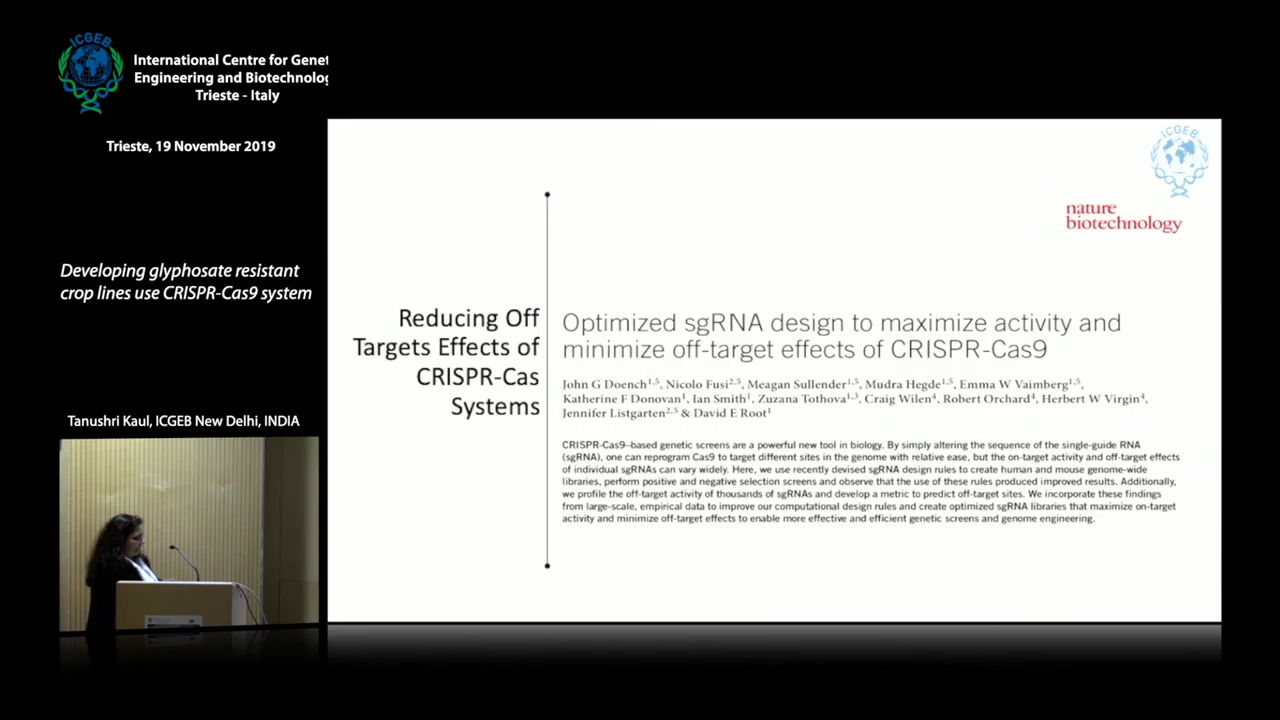 ICGEB
International Centre for Genet
Engineering and Biotechnolog
Trieste - Italy
Trieste, 19 November 2019
Developing glyphosate resistant
crop lines use CRISPR-Cas9 system
Tanushri Kaul, ICGEB New Delhi, INDIA
ICGEB
nature
biotechnology
Reducing Off
Targets Effects of
CRISPR-Cas
Systems
Optimized sgRNA design to maximize activity and
minimize off-target effects of CRISPR-Cas9
John G Doench1,5, Nicolo Fusi2,5, Meagan Sullender1,5, Mudra Hegde1,5, Emma W Vaimberg1,5,
Katherine F Donovan1, Ian Smith1, Zuzana Tothova1,3, Craig Wilen4, Robert Orchard4, Herbert W Virgin4,
Jennifer Listgarten2,5 & David E Root1
CRISPR-Cas9–based genetic screens are a powerful new tool in biology. By simply altering the sequence of the single-guide RNA
(sgRNA), one can reprogram Cas9 to target different sites in the genome with relative ease, but the on-target activity and off-target effects
of individual sgRNAs can vary widely. Here, we use recently devised sgRNA design rules to create human and mouse genome-wide
libraries, perform positive and negative selection screens and observe that the use of these rules produced improved results. Additionally,
we profile the off-target activity of thousands of sgRNAs and develop a metric to predict off-target sites. We incorporate these findings
from large-scale, empirical data to improve our computational design rules and create optimized sgRNA libraries that maximize on-target
activity and minimize off-target effects to enable more effective and efficient genetic screens and genome engineering.